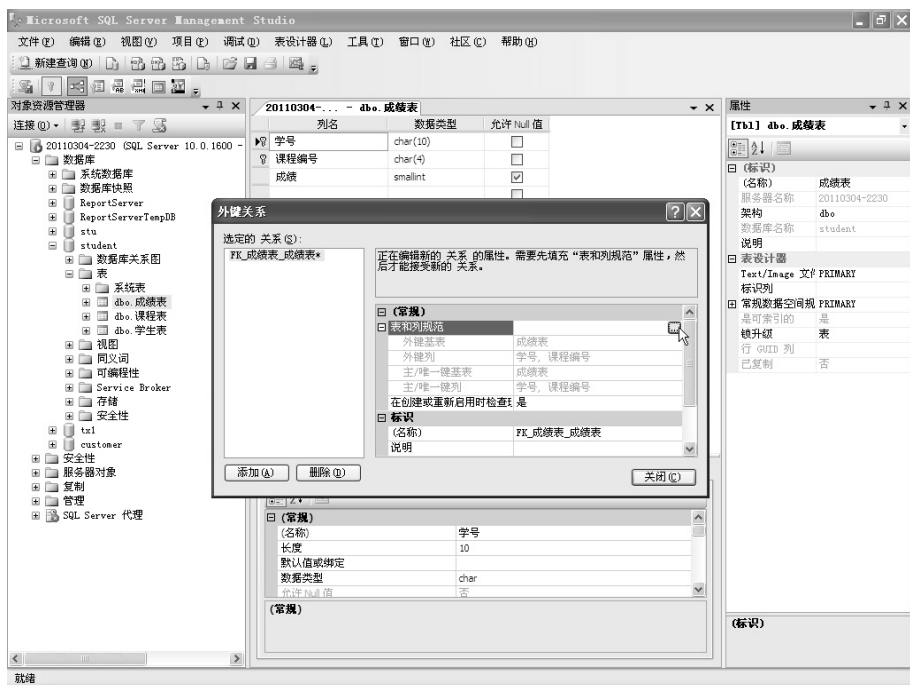 Microsoft SQL Server Management Studio
文件(F) 编辑(E) 视图(V) 项目(P) 调试(D) 表设计器(L) 工具(T) 窗口(W) 社区(C) 帮助(H)
新建查询(N)
对象资源管理器
连接(O)
20110304-2230 (SQL Server 10.0.1600 -
数据库
系统数据库
数据库快照
ReportServer
ReportServerTempDB
stu
student
数据库关系图
表
系统表
dbo.成绩表
dbo.课程表
dbo.学生表
视图
同义词
可编程性
Service Broker
存储
安全性
txl
customer
安全性
服务器对象
复制
管理
SQL Server 代理
20110304-... - dbo.成绩表
列名 数据类型 允许 Null 值
学号 char(10)
课程编号 char(4)
成绩 smallint
外键关系
选定的 关系(S):
FK_成绩表_成绩表*
正在编辑新的 关系 的属性。需要先填充“表和列规范”属性,然
后才能接受新的 关系。
(常规)
表和列规范
外键基表 成绩表
外键列 学号, 课程编号
主/唯一键基表 成绩表
主/唯一键列 学号, 课程编号
在创建或重新启用时检查 是
标识
(名称) FK_成绩表_成绩表
说明
添加(A) 删除(D) 关闭(C)
(常规)
(名称) 学号
长度 10
默认值或绑定
数据类型 char
允许 Null 值 否
(常规)
属性
[Tbl] dbo.成绩表
(标识)
(名称) 成绩表
服务器名称 20110304-2230
架构 dbo
数据库名称 student
说明
表设计器
Text/Image 文件 PRIMARY
标识列
常规数据空间规 PRIMARY
是可索引的 是
锁升级 表
行 GUID 列
已复制 否
(标识)
就绪